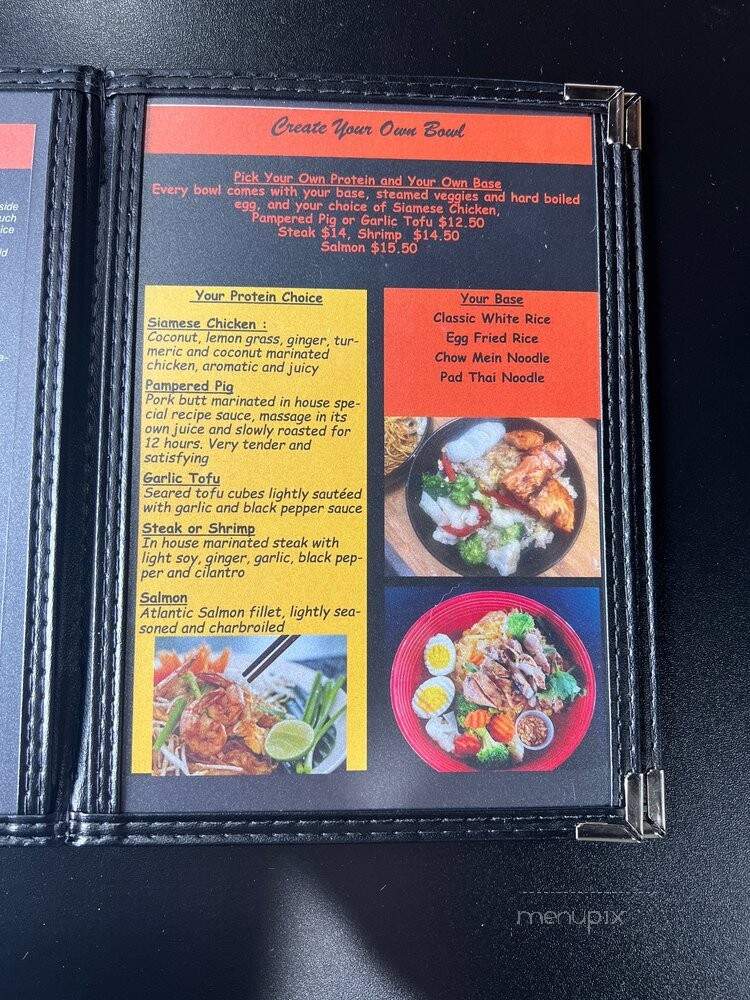 side
uch
ice
ld
e-
Create Your Own Bowl
Pick Your Own Protein and Your Own Base
Every bowl comes with your base, steamed veggies and hard boiled
egg, and your choice of Siamese Chicken,
Pampered Pig or Garlic Tofu $12.50
Steak $14, Shrimp $14.50
Salmon $15.50
Your Protein Choice
Siamese Chicken :
Coconut, lemon grass, ginger, tur-
meric and coconut marinated
chicken, aromatic and juicy
Pampered Pig
Pork butt marinated in house spe-
cial recipe sauce, massage in its
own juice and slowly roasted for
12 hours. Very tender and
satisfying
Garlic Tofu
Seared tofu cubes lightly sautéed
with garlic and black pepper sauce
Steak or Shrimp
In house marinated steak with
light soy, ginger, garlic, black pep-
per and cilantro
Salmon
Atlantic Salmon fillet, lightly sea-
soned and charbroiled
Your Base
Classic White Rice
Egg Fried Rice
Chow Mein Noodle
Pad Thai Noodle
menupix